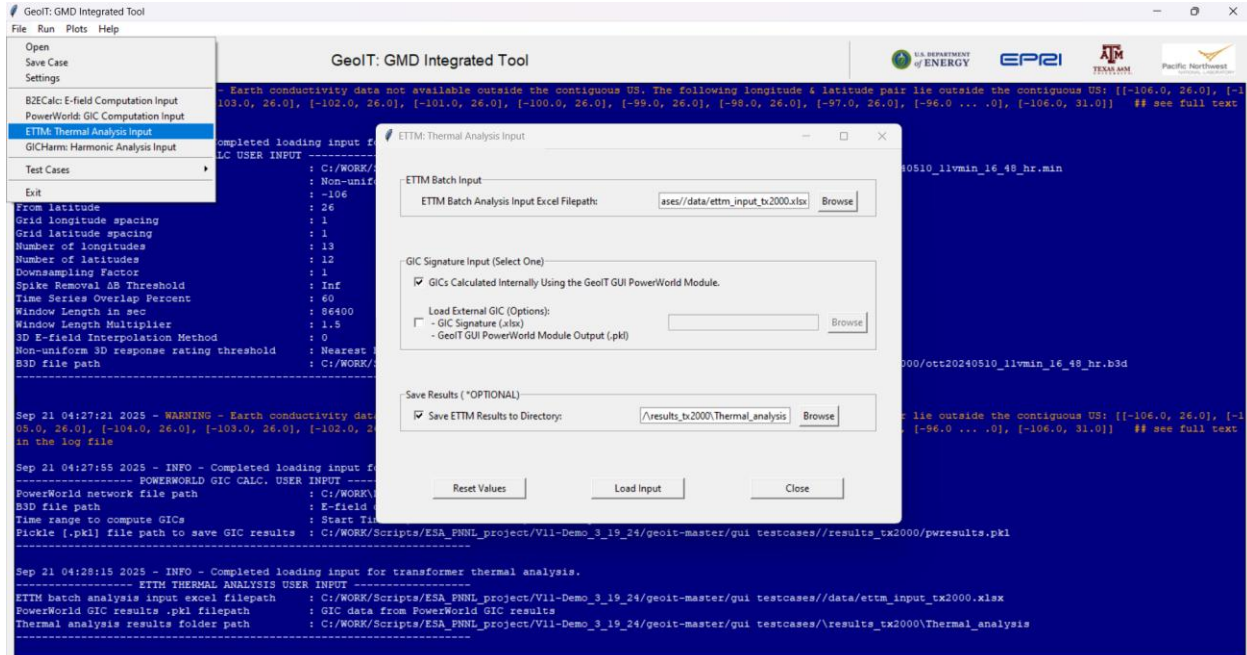 GeoIT: GMD Integrated Tool
File Run Plots Help
Open
Save Case
Settings
B2ECalc: E-field Computation Input
PowerWorld: GIC Computation Input
ETTM: Thermal Analysis Input
GICHarm: Harmonic Analysis Input
Test Cases
Exit
GeoIT: GMD Integrated Tool
U.S. DEPARTMENT of ENERGY
EPRI
TEXAS A&M
Pacific Northwest
NATIONAL LABORATORY
- Earth conductivity data not available outside the contiguous US. The following longitude & latitude pair lie outside the contiguous US: [[-106.0, 26.0], [-1
103.0, 26.0], [-102.0, 26.0], [-101.0, 26.0], [-100.0, 26.0], [-99.0, 26.0], [-98.0, 26.0], [-97.0, 26.0], [-96.0 ... .0], [-106.0, 31.0]] ## see full text
ompleted loading input f
LC USER INPUT ----------
: C:/WORK/ 40510_11vmin_16_48_hr.min
: Non-unif
: -106
From latitude : 26
Grid longitude spacing : 1
Grid latitude spacing : 1
Number of longitudes : 13
Number of latitudes : 12
Downsampling Factor : 1
Spike Removal ΔB Threshold : Inf
Time Series Overlap Percent : 60
Window Length in sec : 86400
Window Length Multiplier : 1.5
3D E-field Interpolation Method : 0
Non-uniform 3D response rating threshold : Nearest
B3D file path : C:/WORK/ 000/ott20240510_11vmin_16_48_hr.b3d
Sep 21 04:27:21 2025 - WARNING - Earth conductivity dat r lie outside the contiguous US: [[-106.0, 26.0], [-1
05.0, 26.0], [-104.0, 26.0], [-103.0, 26.0], [-102.0, 2 , [-96.0 ... .0], [-106.0, 31.0]] ## see full text
in the log file
Sep 21 04:27:55 2025 - INFO - Completed loading input f
------------------ POWERWORLD GIC CALC. USER INPUT -----
PowerWorld network file path : C:/WORK\
B3D file path : E-field
Time range to compute GICs : Start Ti
Pickle [.pkl] file path to save GIC results : C:/WORK/Scripts/ESA_PNNL_project/V11-Demo_3_19_24/geoit-master/gui testcases//results_tx2000/pwresults.pkl
Sep 21 04:28:15 2025 - INFO - Completed loading input for transformer thermal analysis.
------------------ ETTM THERMAL ANALYSIS USER INPUT ------------------
ETTM batch analysis input excel filepath : C:/WORK/Scripts/ESA_PNNL_project/V11-Demo_3_19_24/geoit-master/gui testcases//data/ettm_input_tx2000.xlsx
PowerWorld GIC results .pkl filepath : GIC data from PowerWorld GIC results
Thermal analysis results folder path : C:/WORK/Scripts/ESA_PNNL_project/V11-Demo_3_19_24/geoit-master/gui testcases/\results_tx2000\Thermal_analysis
ETTM: Thermal Analysis Input
ETTM Batch Input
ETTM Batch Analysis Input Excel Filepath: ases//data/ettm_input_tx2000.xlsx Browse
GIC Signature Input (Select One)
GICs Calculated Internally Using the GeoIT GUI PowerWorld Module.
Load External GIC (Options):
- GIC Signature (.xlsx)
- GeoIT GUI PowerWorld Module Output (.pkl)
Browse
Save Results ( *OPTIONAL)
Save ETTM Results to Directory: /\results_tx2000\Thermal_analysis Browse
Reset Values Load Input Close